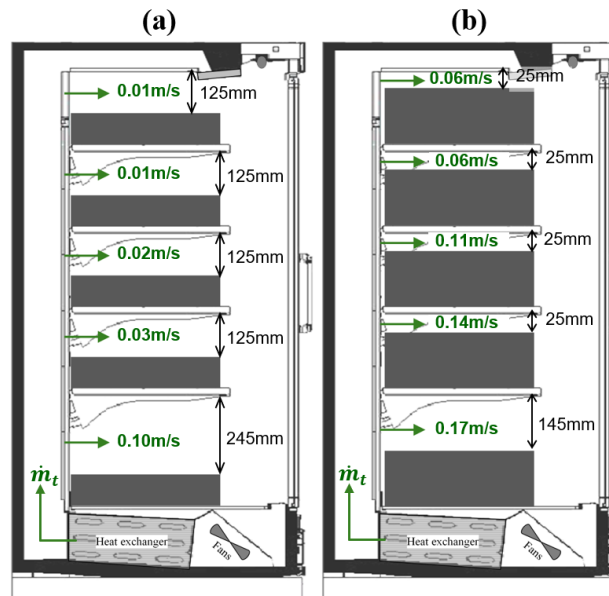 (a)
0.01m/s
125mm
0.01m/s
125mm
0.02m/s
125mm
0.03m/s
125mm
0.10m/s
245mm
ṁt
Heat exchanger
Fans
(b)
0.06m/s
25mm
0.06m/s
25mm
0.11m/s
25mm
0.14m/s
25mm
0.17m/s
145mm
ṁt
Heat exchanger
Fans